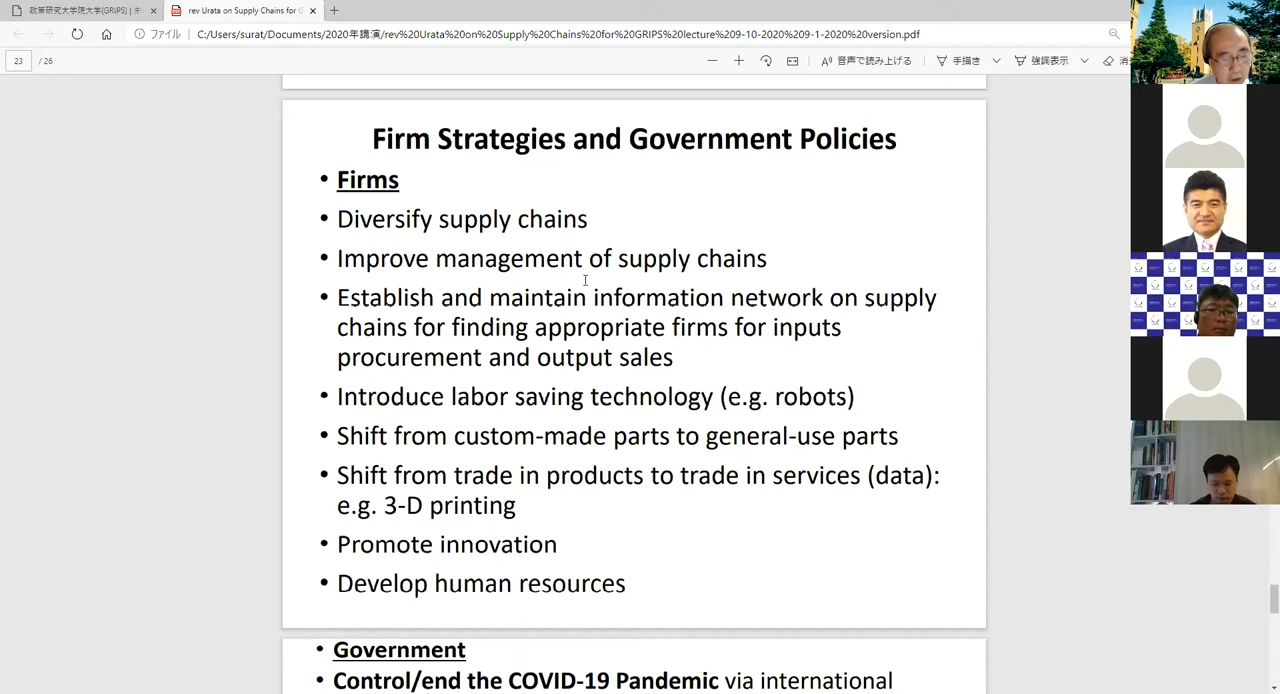 政策研究大学院大学(GRIPS) |
rev Urata on Supply Chains for G
ファイル
C:/Users/surat/Documents/2020年講演/rev%20Urata%20on%20Supply%20Chains%20for%20GRIPS%20lecture%209-10-2020%209-1-2020%20version.pdf
23 / 26
音声で読み上げる
手描き
強調表示
Firm Strategies and Government Policies
• Firms
• Diversify supply chains
• Improve management of supply chains
• Establish and maintain information network on supply
chains for finding appropriate firms for inputs
procurement and output sales
• Introduce labor saving technology (e.g. robots)
• Shift from custom-made parts to general-use parts
• Shift from trade in products to trade in services (data):
e.g. 3-D printing
• Promote innovation
• Develop human resources
• Government
• Control/end the COVID-19 Pandemic via international